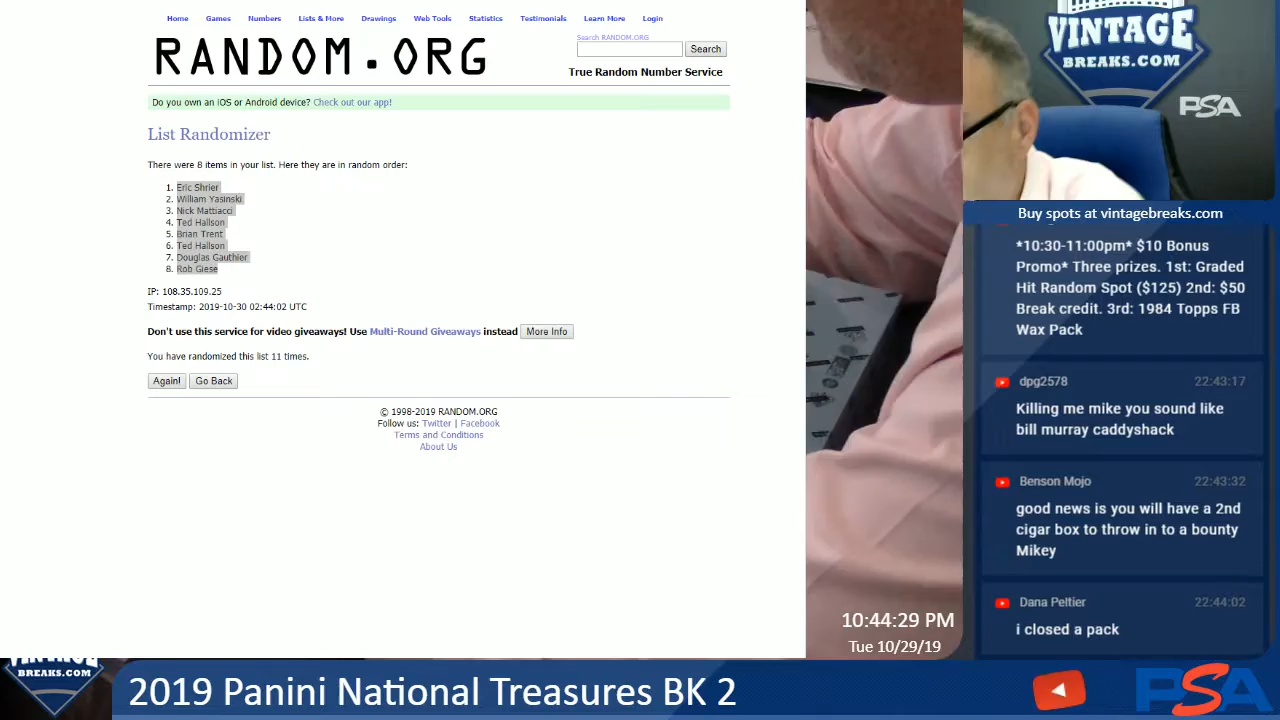 Home Games Numbers Lists & More Drawings Web Tools Statistics Testimonials Learn More Login
RANDOM.ORG
Search RANDOM.ORG
Search
True Random Number Service
Do you own an iOS or Android device? Check out our app!
List Randomizer
There were 8 items in your list. Here they are in random order:
1. Eric Shrier
2. William Yasinski
3. Nick Mattiacci
4. Ted Hallson
5. Brian Trent
6. Ted Hallson
7. Douglas Gauthier
8. Rob Giese
IP: 108.35.109.25
Timestamp: 2019-10-30 02:44:02 UTC
Don't use this service for video giveaways! Use Multi-Round Giveaways instead More Info
You have randomized this list 11 times.
Again! Go Back
© 1998-2019 RANDOM.ORG
Follow us: Twitter | Facebook
Terms and Conditions
About Us
VINTAGE
BREAKS.COM
PSA
Buy spots at vintagebreaks.com
*10:30-11:00pm* $10 Bonus
Promo* Three prizes. 1st: Graded
Hit Random Spot ($125) 2nd: $50
Break credit. 3rd: 1984 Topps FB
Wax Pack
dpg2578 22:43:17
Killing me mike you sound like
bill murray caddyshack
Benson Mojo 22:43:32
good news is you will have a 2nd
cigar box to throw in to a bounty
Mikey
Dana Peltier 22:44:02
i closed a pack
10:44:29 PM
Tue 10/29/19
VINTAGE
BREAKS.COM
2019 Panini National Treasures BK 2
PSA